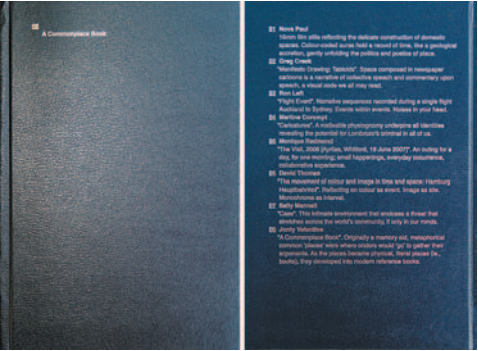 A Commonplace Book
01 Nova Paul
16mm film stills reflecting the delicate construction of domestic
spaces. Colour-coded auras hold a record of time, like a geological
accretion, gently unfolding the politics and poetics of place.
02 Greg Creek
"Manifesto Drawing: Tabloids". Space composed in newspaper
cartoons is a narrative of collective speech and commentary upon
speech, a visual code we all may read.
03 Ron Left
"Flight Event". Narrative sequences recorded during a single flight
Auckland to Sydney. Events within events. Noises in your head.
04 Martine Corompt
"Caricatures". A malleable physiognomy underpins all identities
revealing the potential for Lombroso's criminal in all of us.
05 Monique Redmond
"The Visit, 2008 [Ayrlies, Whitford, 16 June 2007]". An outing for a
day, for one morning; small happenings, everyday occurrence,
collaborative experience.
06 David Thomas
"The movement of colour and image in time and space: Hamburg
Hauptbahnhof". Reflecting on colour as event. Image as site.
Monochrome as interval.
07 Sally Mannall
"Case". This intimate environment that encloses a threat that
stretches across the world's community, if only in our minds.
08 Jonty Valentine
"A Commonplace Book". Originally a memory aid, metaphorical
common 'places' were where orators would 'go' to gather their
arguments. As the places became physical, literal places (ie.,
books), they developed into modern reference books.